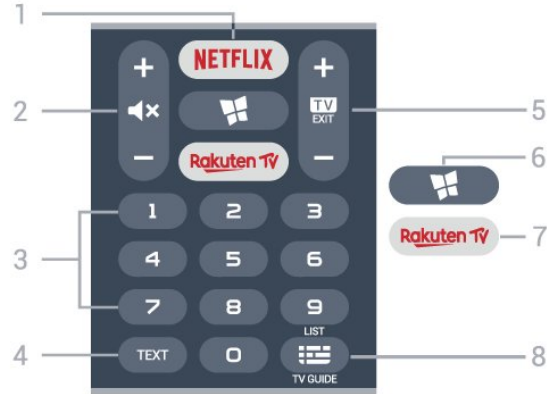 1
NETFLIX
+ +
2
TV
EXIT
5
- -
6
Rakuten TV
Rakuten TV
7
1 2 3
3
4 5 6
7 8 9
LIST
4
TEXT 0
8
TV GUIDE